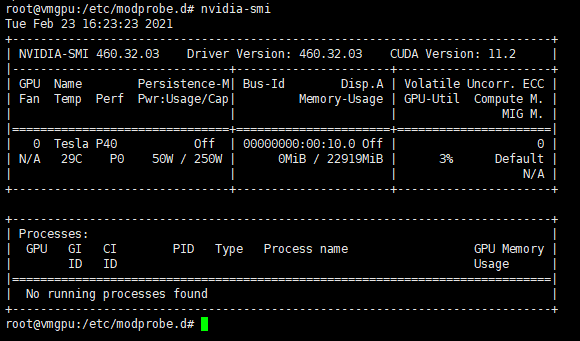 root@vmgpu:/etc/modprobe.d# nvidia-smi
Tue Feb 23 16:23:23 2021
+-----------------------------------------------------------------------------+
| NVIDIA-SMI 460.32.03    Driver Version: 460.32.03    CUDA Version: 11.2     |
|-------------------------------+----------------------+----------------------+
| GPU  Name        Persistence-M| Bus-Id        Disp.A | Volatile Uncorr. ECC |
| Fan  Temp  Perf  Pwr:Usage/Cap|         Memory-Usage | GPU-Util  Compute M. |
|                               |                      |               MIG M. |
|===============================+======================+======================|
|   0  Tesla P40           Off  | 00000000:00:10.0 Off |                    0 |
| N/A   29C    P0    50W / 250W |      0MiB / 22919MiB |      3%      Default |
|                               |                      |                  N/A |
+-------------------------------+----------------------+----------------------+

+-----------------------------------------------------------------------------+
| Processes:                                                                  |
|  GPU   GI   CI        PID   Type   Process name                  GPU Memory |
|        ID   ID                                                   Usage      |
|=============================================================================|
|  No running processes found                                                 |
+-----------------------------------------------------------------------------+
root@vmgpu:/etc/modprobe.d#